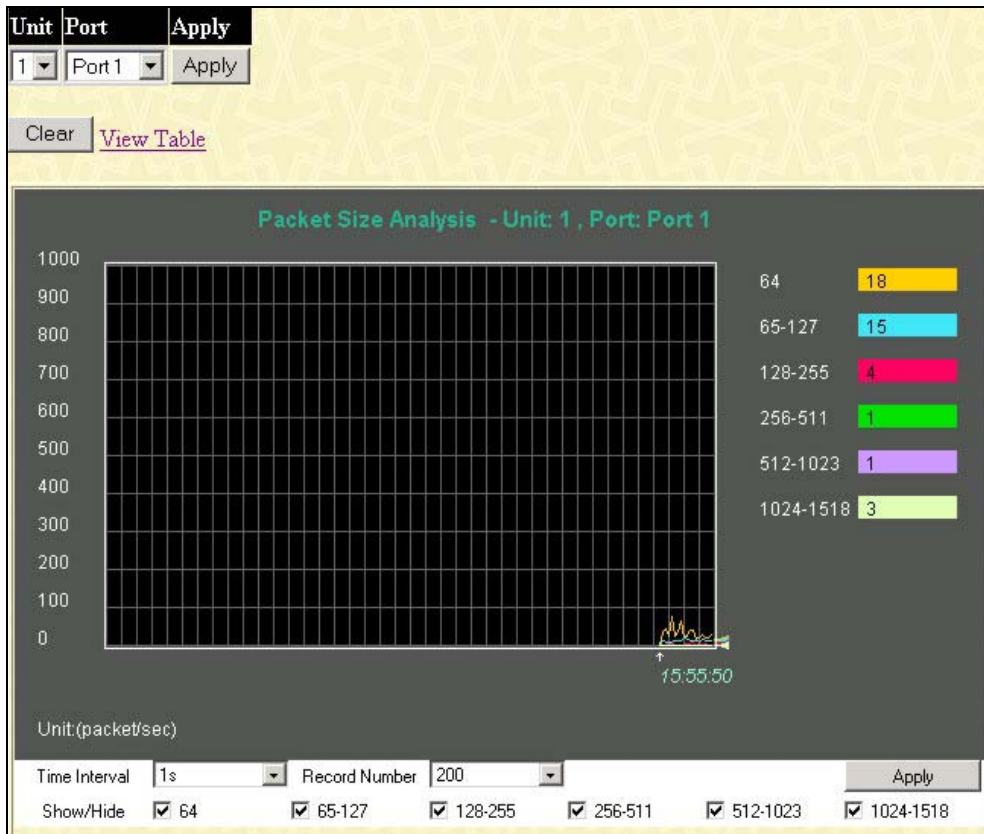 Unit Port Apply
1 Port 1 Apply
Clear View Table
Packet Size Analysis - Unit: 1 , Port: Port 1
1000
900
800
700
600
500
400
300
200
100
0
64 18
65-127 15
128-255 4
256-511 1
512-1023 1
1024-1518 3
15:55:50
Unit:(packet/sec)
Time Interval 1s Record Number 200 Apply
Show/Hide 64 65-127 128-255 256-511 512-1023 1024-1518